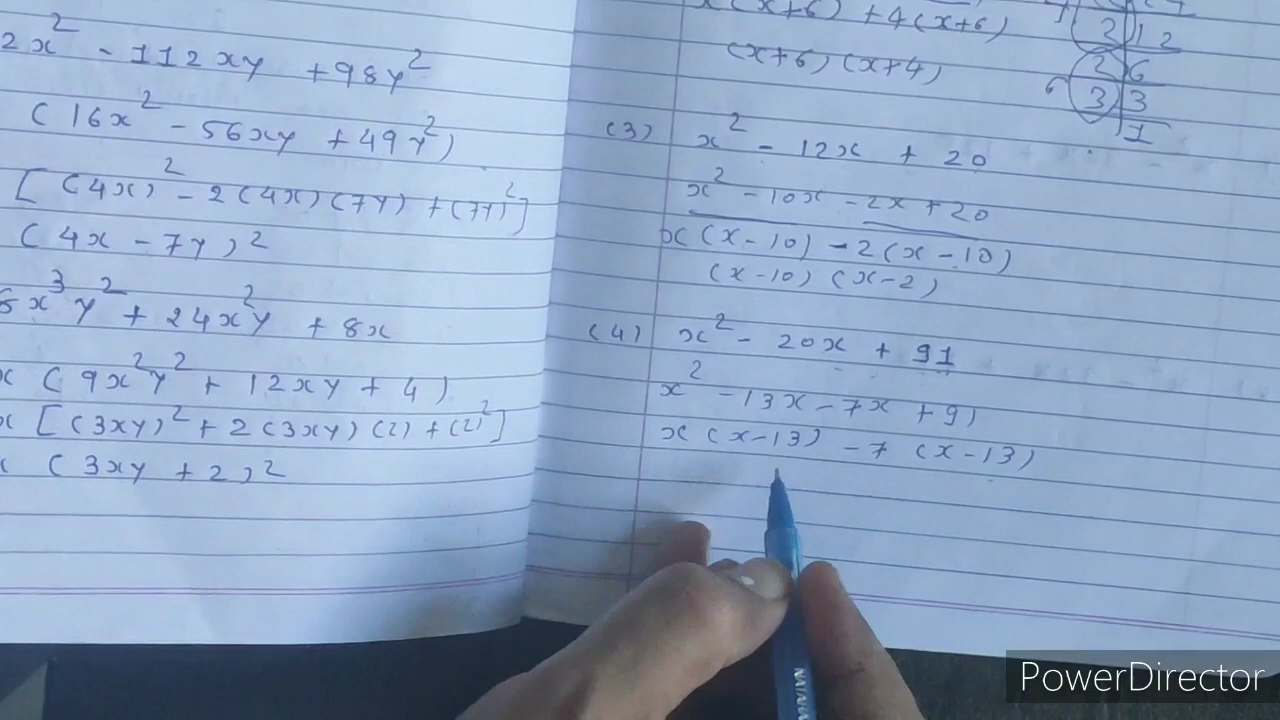 2x² - 112xy + 98y²
( 16x² - 56xy + 49y²)
[ (4x)² - 2(4x)(7y) + (7y)² ]
( 4x - 7y )²
x³y² + 24x²y + 8x
x ( 9x²y² + 12xy + 4 )
x [ (3xy)² + 2 (3xy) (2) + (2)² ]
( 3xy + 2 )²
x(x+6) + 4(x+6)
(x+6) (x+4)
2 12
2 6
6 3 3
1
(3) x² - 12x + 20
x² - 10x - 2x + 20
x (x - 10) - 2 (x - 10)
(x-10) (x-2)
(4) x² - 20x + 91
x² - 13x - 7x + 91
x (x-13) - 7 (x-13)
PowerDirector